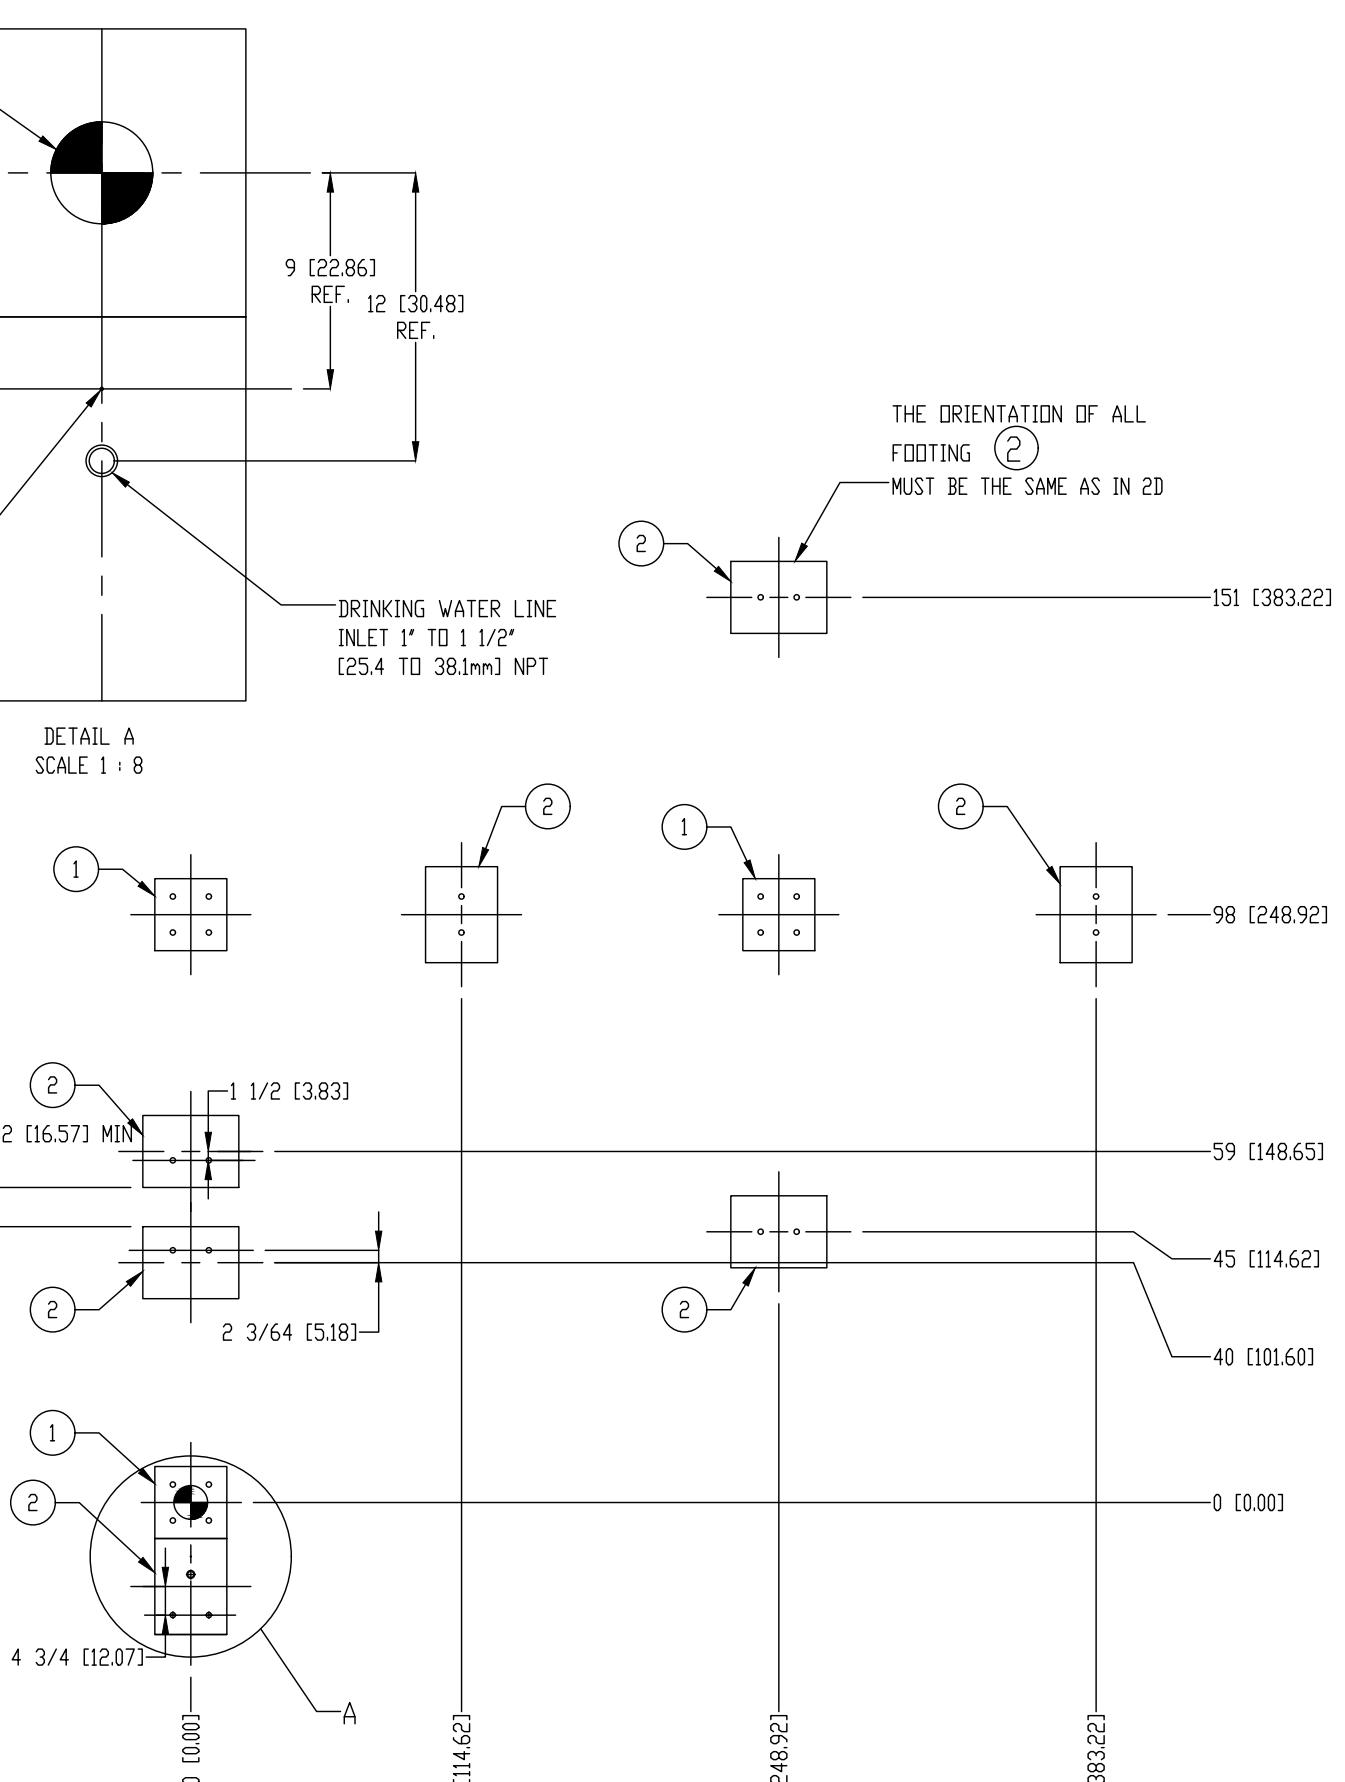 9 [22.86]
REF.
12 [30.48]
REF.
THE ORIENTATION OF ALL
FOOTING 2
MUST BE THE SAME AS IN 2D
2
151 [383.22]
DRINKING WATER LINE
INLET 1" TO 1 1/2"
[25.4 TO 38.1mm] NPT
DETAIL A
SCALE 1 : 8
2
2
1
1
98 [248.92]
2
1 1/2 [3.83]
2 [16.57] MIN
59 [148.65]
45 [114.62]
2
2
2 3/64 [5.18]
40 [101.60]
1
2
0 [0.00]
4 3/4 [12.07]
A
[0.00]
[114.62]
248.92]
383.22]